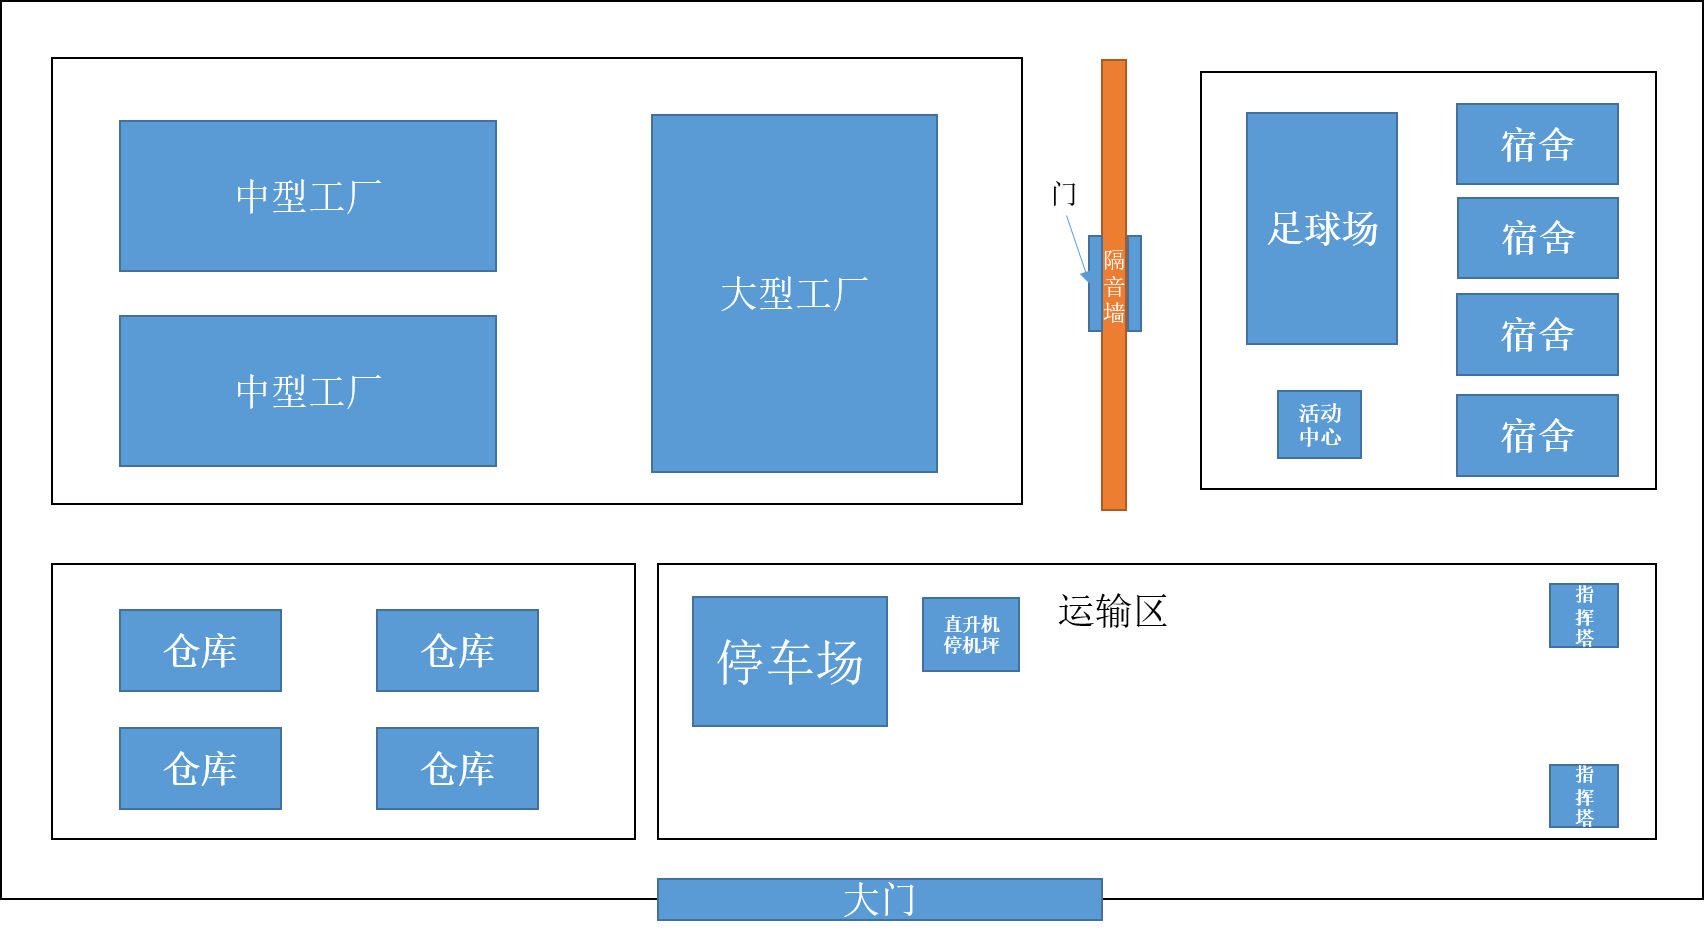 中型工厂
中型工厂
大型工厂
门
隔
音
墙
足球场
活动
中心
宿舍
宿舍
宿舍
宿舍
仓库
仓库
仓库
仓库
停车场
直升机
停机坪
运输区
指
挥
塔
指
挥
塔
大门